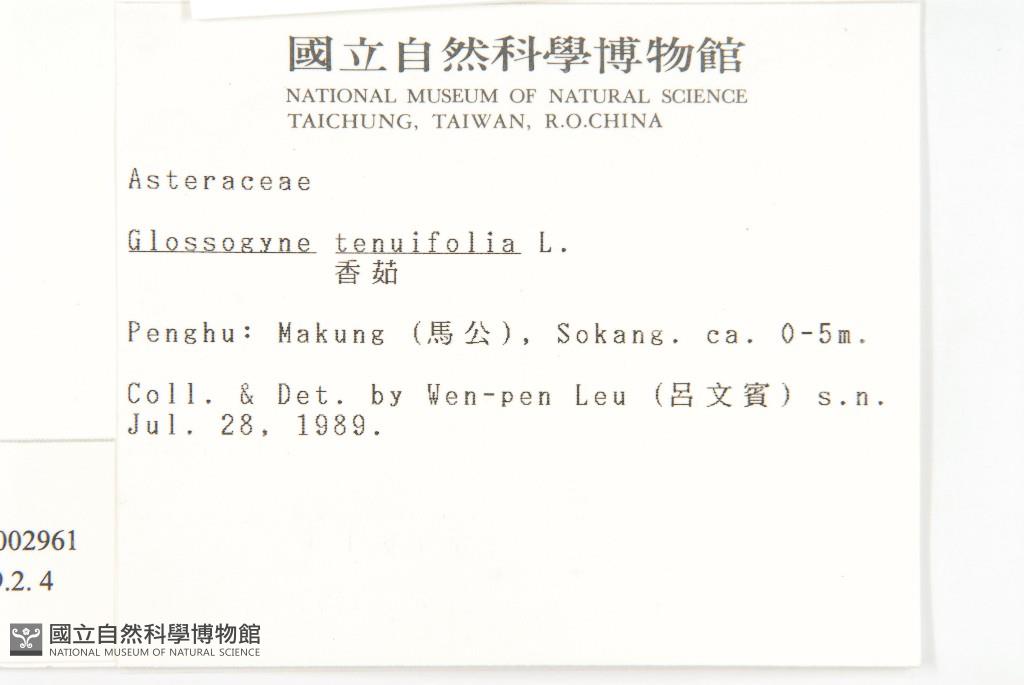 國立自然科學博物館
NATIONAL MUSEUM OF NATURAL SCIENCE
TAICHUNG, TAIWAN, R.O.CHINA
Asteraceae
Glossogyne tenuifolia L.
香茹
Penghu: Makung (馬公), Sokang. ca. 0-5m.
Coll. & Det. by Wen-pen Leu (呂文賓) s.n.
Jul. 28, 1989.
002961
.2. 4
國立自然科學博物館
NATIONAL MUSEUM OF NATURAL SCIENCE